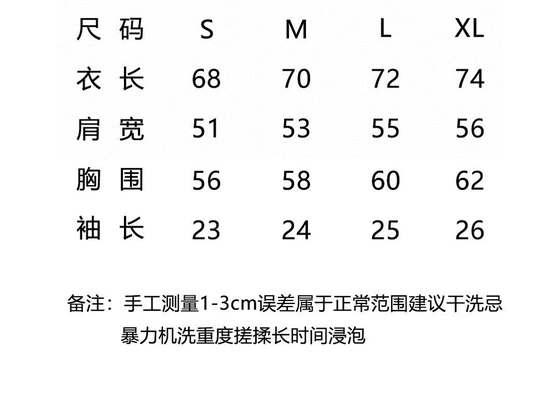 尺 码 S M L XL
衣 长 68 70 72 74
肩 宽 51 53 55 56
胸 围 56 58 60 62
袖 长 23 24 25 26
备注：手工测量1-3cm误差属于正常范围建议干洗忌
暴力机洗重度搓揉长时间浸泡